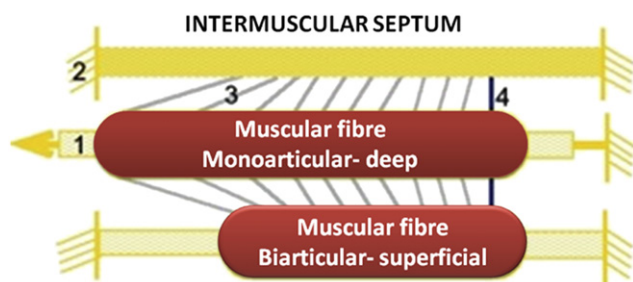 INTERMUSCULAR SEPTUM
2
3
4
1
Muscular fibre
Monoarticular- deep
Muscular fibre
Biarticular- superficial